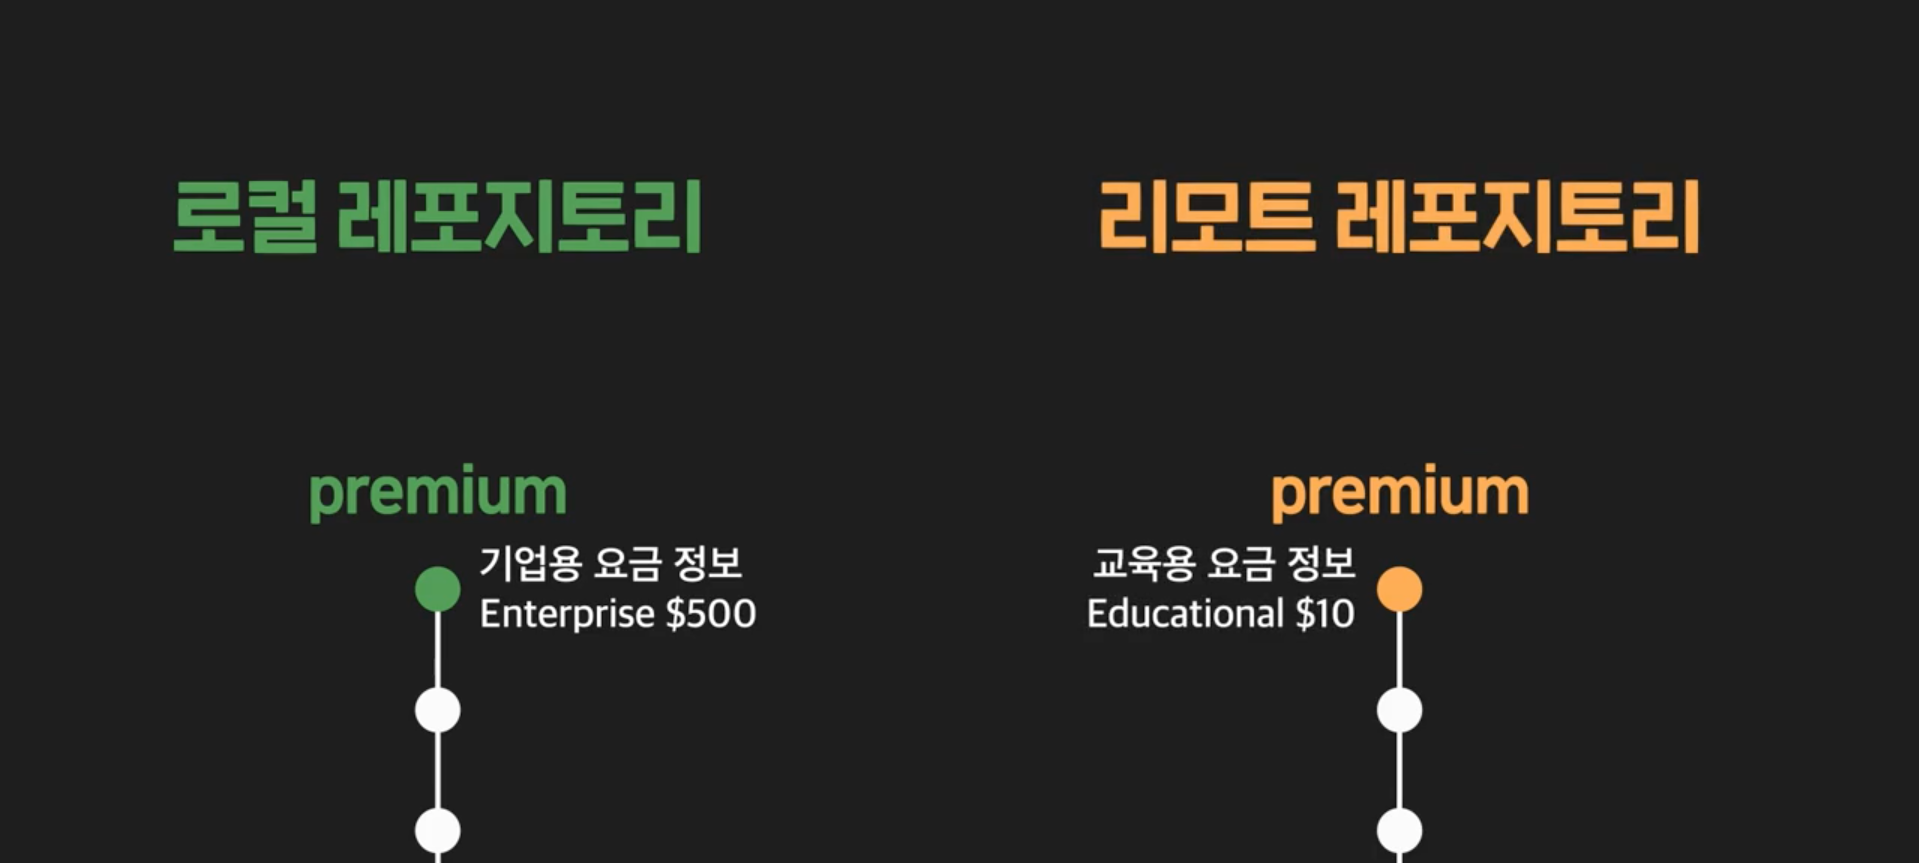 로컬 레포지토리
리모트 레포지토리
premium
기업용 요금 정보
Enterprise $500
premium
교육용 요금 정보
Educational $10